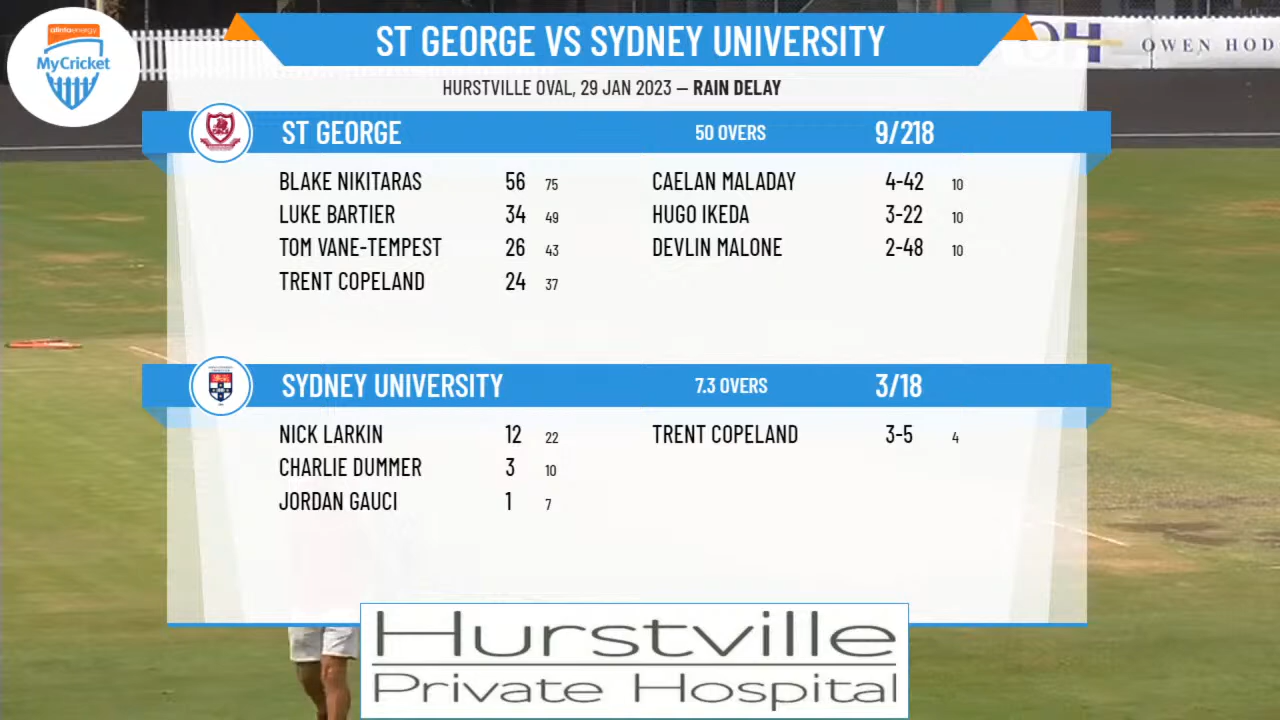 alintaenergy
MyCricket
OWEN HOD
ST GEORGE VS SYDNEY UNIVERSITY
HURSTVILLE OVAL, 29 JAN 2023 – RAIN DELAY
ST GEORGE 50 OVERS 9/218
BLAKE NIKITARAS 56 75 CAELAN MALADAY 4-42 10
LUKE BARTIER 34 49 HUGO IKEDA 3-22 10
TOM VANE-TEMPEST 26 43 DEVLIN MALONE 2-48 10
TRENT COPELAND 24 37
SYDNEY UNIVERSITY 7.3 OVERS 3/18
NICK LARKIN 12 22 TRENT COPELAND 3-5 4
CHARLIE DUMMER 3 10
JORDAN GAUCI 1 7
Hurstville
Private Hospital